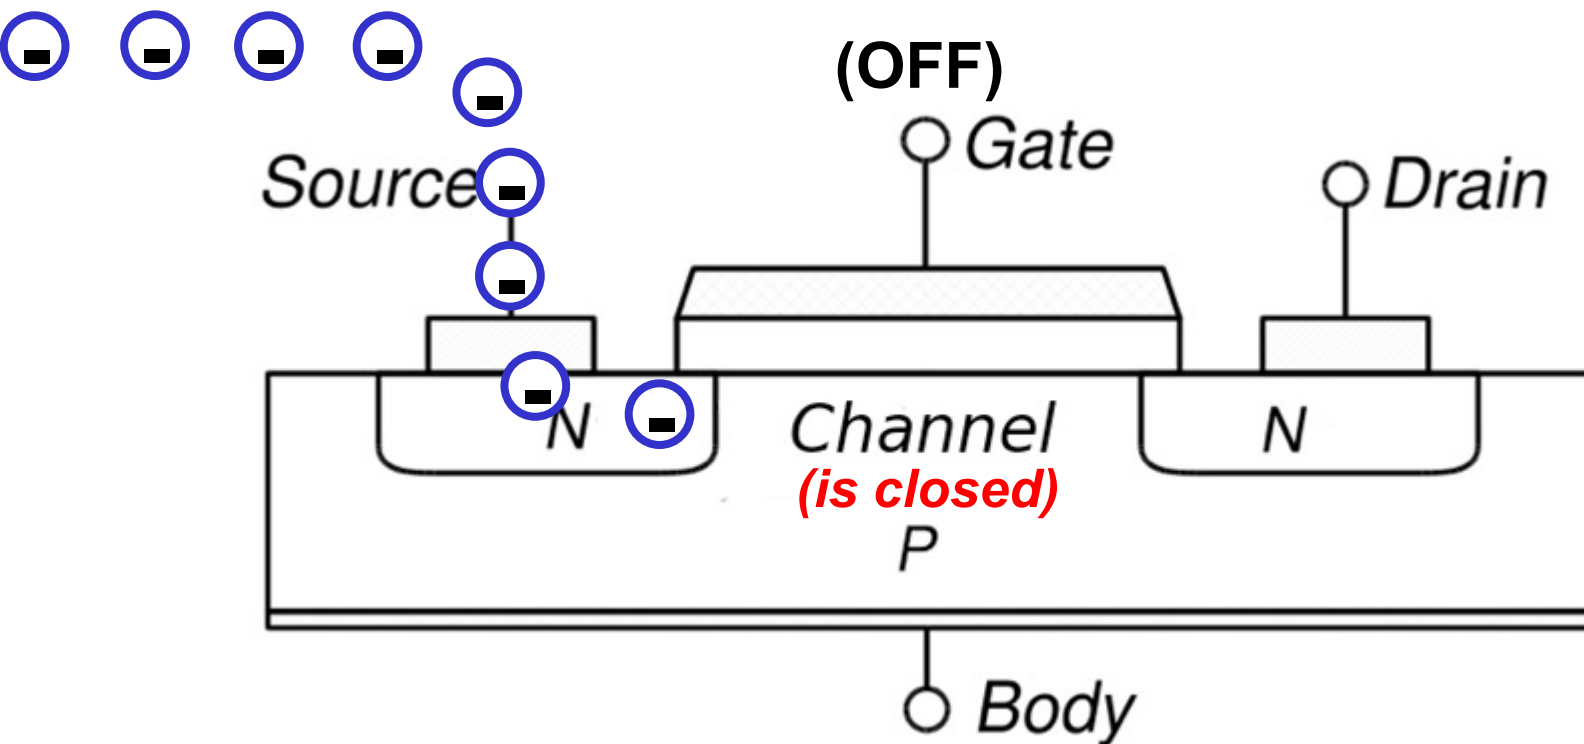 (OFF)
Gate
Source
Drain
N
Channel
N
(is closed)
P
Body